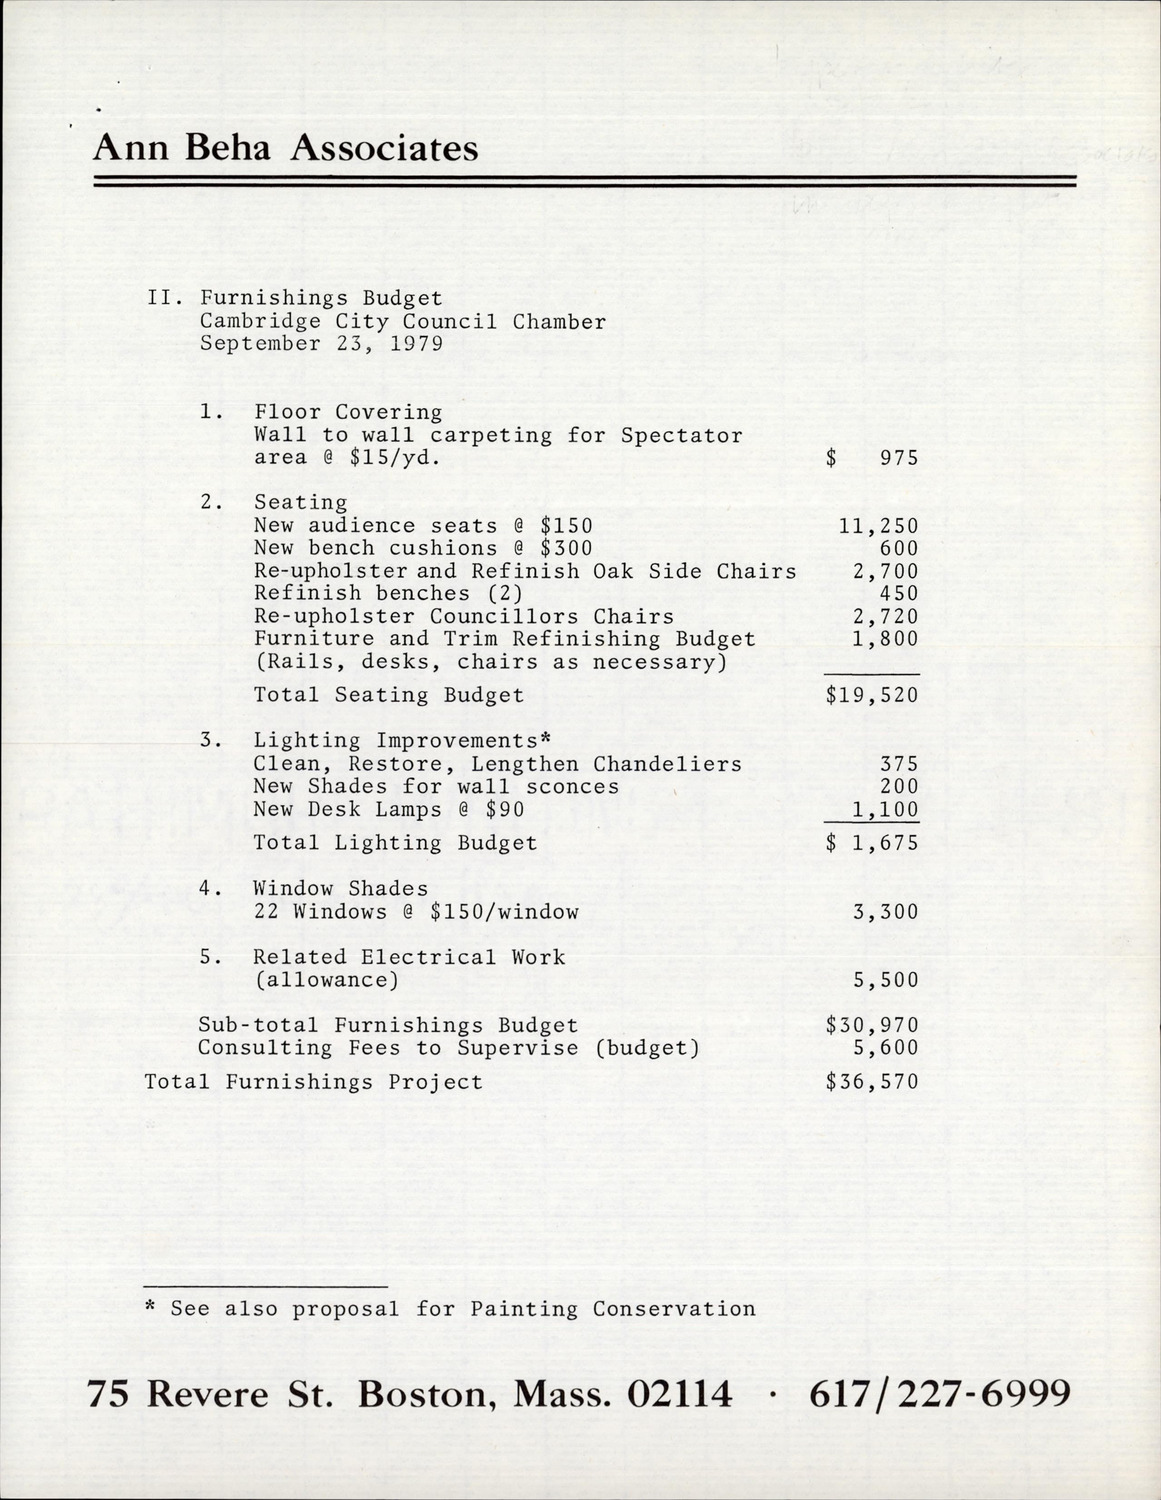 Ann Beha Associates
II. Furnishings Budget
Cambridge City Council Chamber
September 23, 1979
1. Floor Covering
Wall to wall carpeting for Spectator
area @ $15/yd. $ 975
2. Seating
New audience seats @ $150 11,250
New bench cushions @ $300 600
Re-upholster and Refinish Oak Side Chairs 2,700
Refinish benches (2) 450
Re-upholster Councillors Chairs 2,720
Furniture and Trim Refinishing Budget 1,800
(Rails, desks, chairs as necessary)
Total Seating Budget $19,520
3. Lighting Improvements*
Clean, Restore, Lengthen Chandeliers 375
New Shades for wall sconces 200
New Desk Lamps @ $90 1,100
Total Lighting Budget $ 1,675
4. Window Shades
22 Windows @ $150/window 3,300
5. Related Electrical Work
(allowance) 5,500
Sub-total Furnishings Budget $30,970
Consulting Fees to Supervise (budget) 5,600
Total Furnishings Project $36,570
* See also proposal for Painting Conservation
75 Revere St. Boston, Mass. 02114 · 617/227-6999